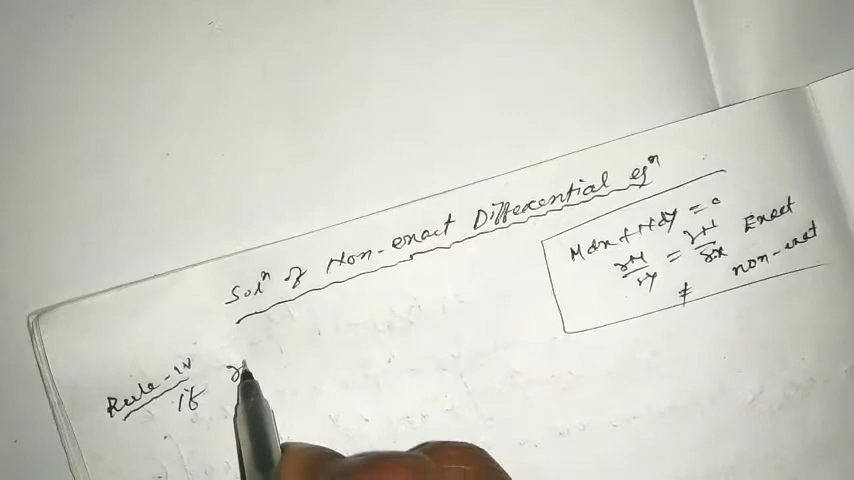 Solⁿ of Non-exact Differential eqⁿ
Mdx + Ndy = 0
∂M/∂y = ∂N/∂x Exact
≠ non-exact
Rule-IV
If ∂